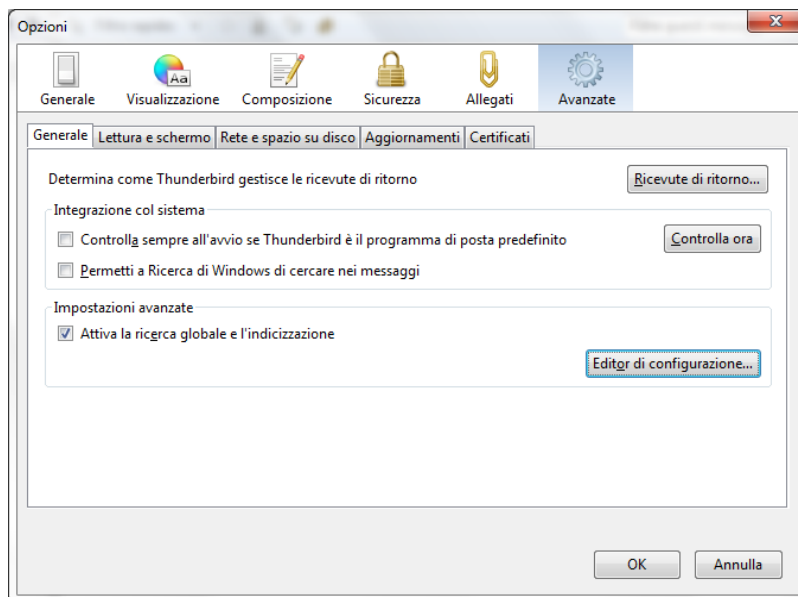 Opzioni
Aa
Generale Visualizzazione Composizione Sicurezza Allegati Avanzate
Generale Lettura e schermo Rete e spazio su disco Aggiornamenti Certificati
Determina come Thunderbird gestisce le ricevute di ritorno Ricevute di ritorno...
Integrazione col sistema
Controlla sempre all'avvio se Thunderbird è il programma di posta predefinito Controlla ora
Permetti a Ricerca di Windows di cercare nei messaggi
Impostazioni avanzate
Attiva la ricerca globale e l'indicizzazione
Editor di configurazione...
OK Annulla